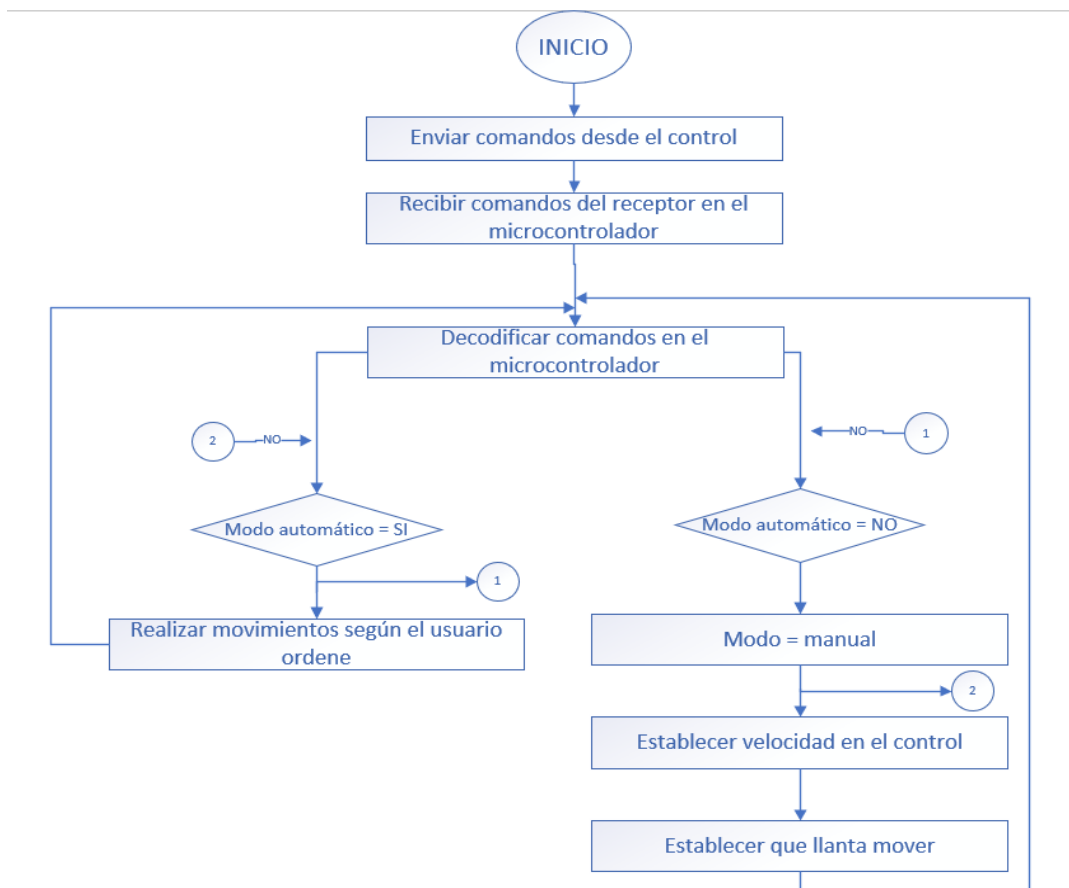 INICIO
Enviar comandos desde el control
Recibir comandos del receptor en el
microcontrolador
Decodificar comandos en el
microcontrolador
2
NO
NO
1
Modo automático = SI
Modo automático = NO
1
Realizar movimientos según el usuario
ordene
Modo = manual
2
Establecer velocidad en el control
Establecer que llanta mover